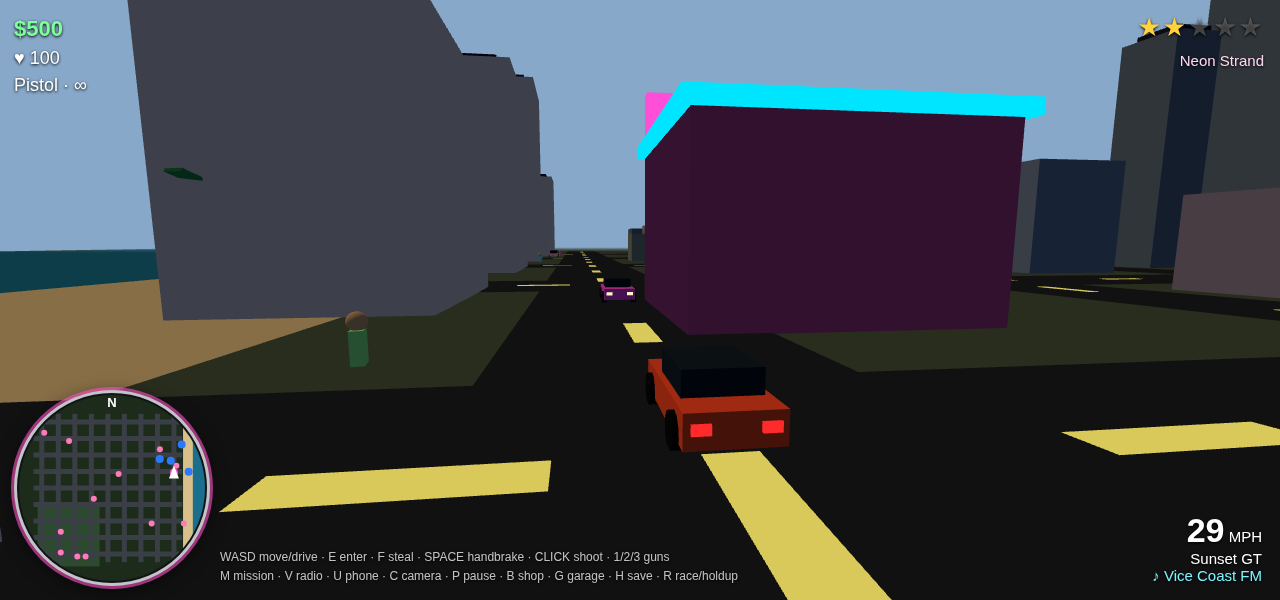 $500
♥ 100
Pistol · ∞
★★★★★
Neon Strand
N
WASD move/drive · E enter · F steal · SPACE handbrake · CLICK shoot · 1/2/3 guns
M mission · V radio · U phone · C camera · P pause · B shop · G garage · H save · R race/holdup
29 MPH
Sunset GT
♪ Vice Coast FM